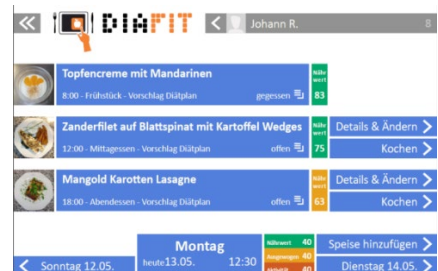 DIAFIT
Johann R.
8
Topfencreme mit Mandarinen
8:00 - Frühstück - Vorschlag Diätplan
gegessen
Nähr
wert
83
Zanderfilet auf Blattspinat mit Kartoffel Wedges
12:00 - Mittagessen - Vorschlag Diätplan
offen
Nähr
wert
75
Details & Ändern
Kochen
Mangold Karotten Lasagne
18:00 - Abendessen - Vorschlag Diätplan
offen
Nähr
wert
63
Details & Ändern
Kochen
Sonntag 12.05.
Montag
heute 13.05. 12:30
Nährwert 40
Ausgewogen 40
40
Speise hinzufügen
Dienstag 14.05.